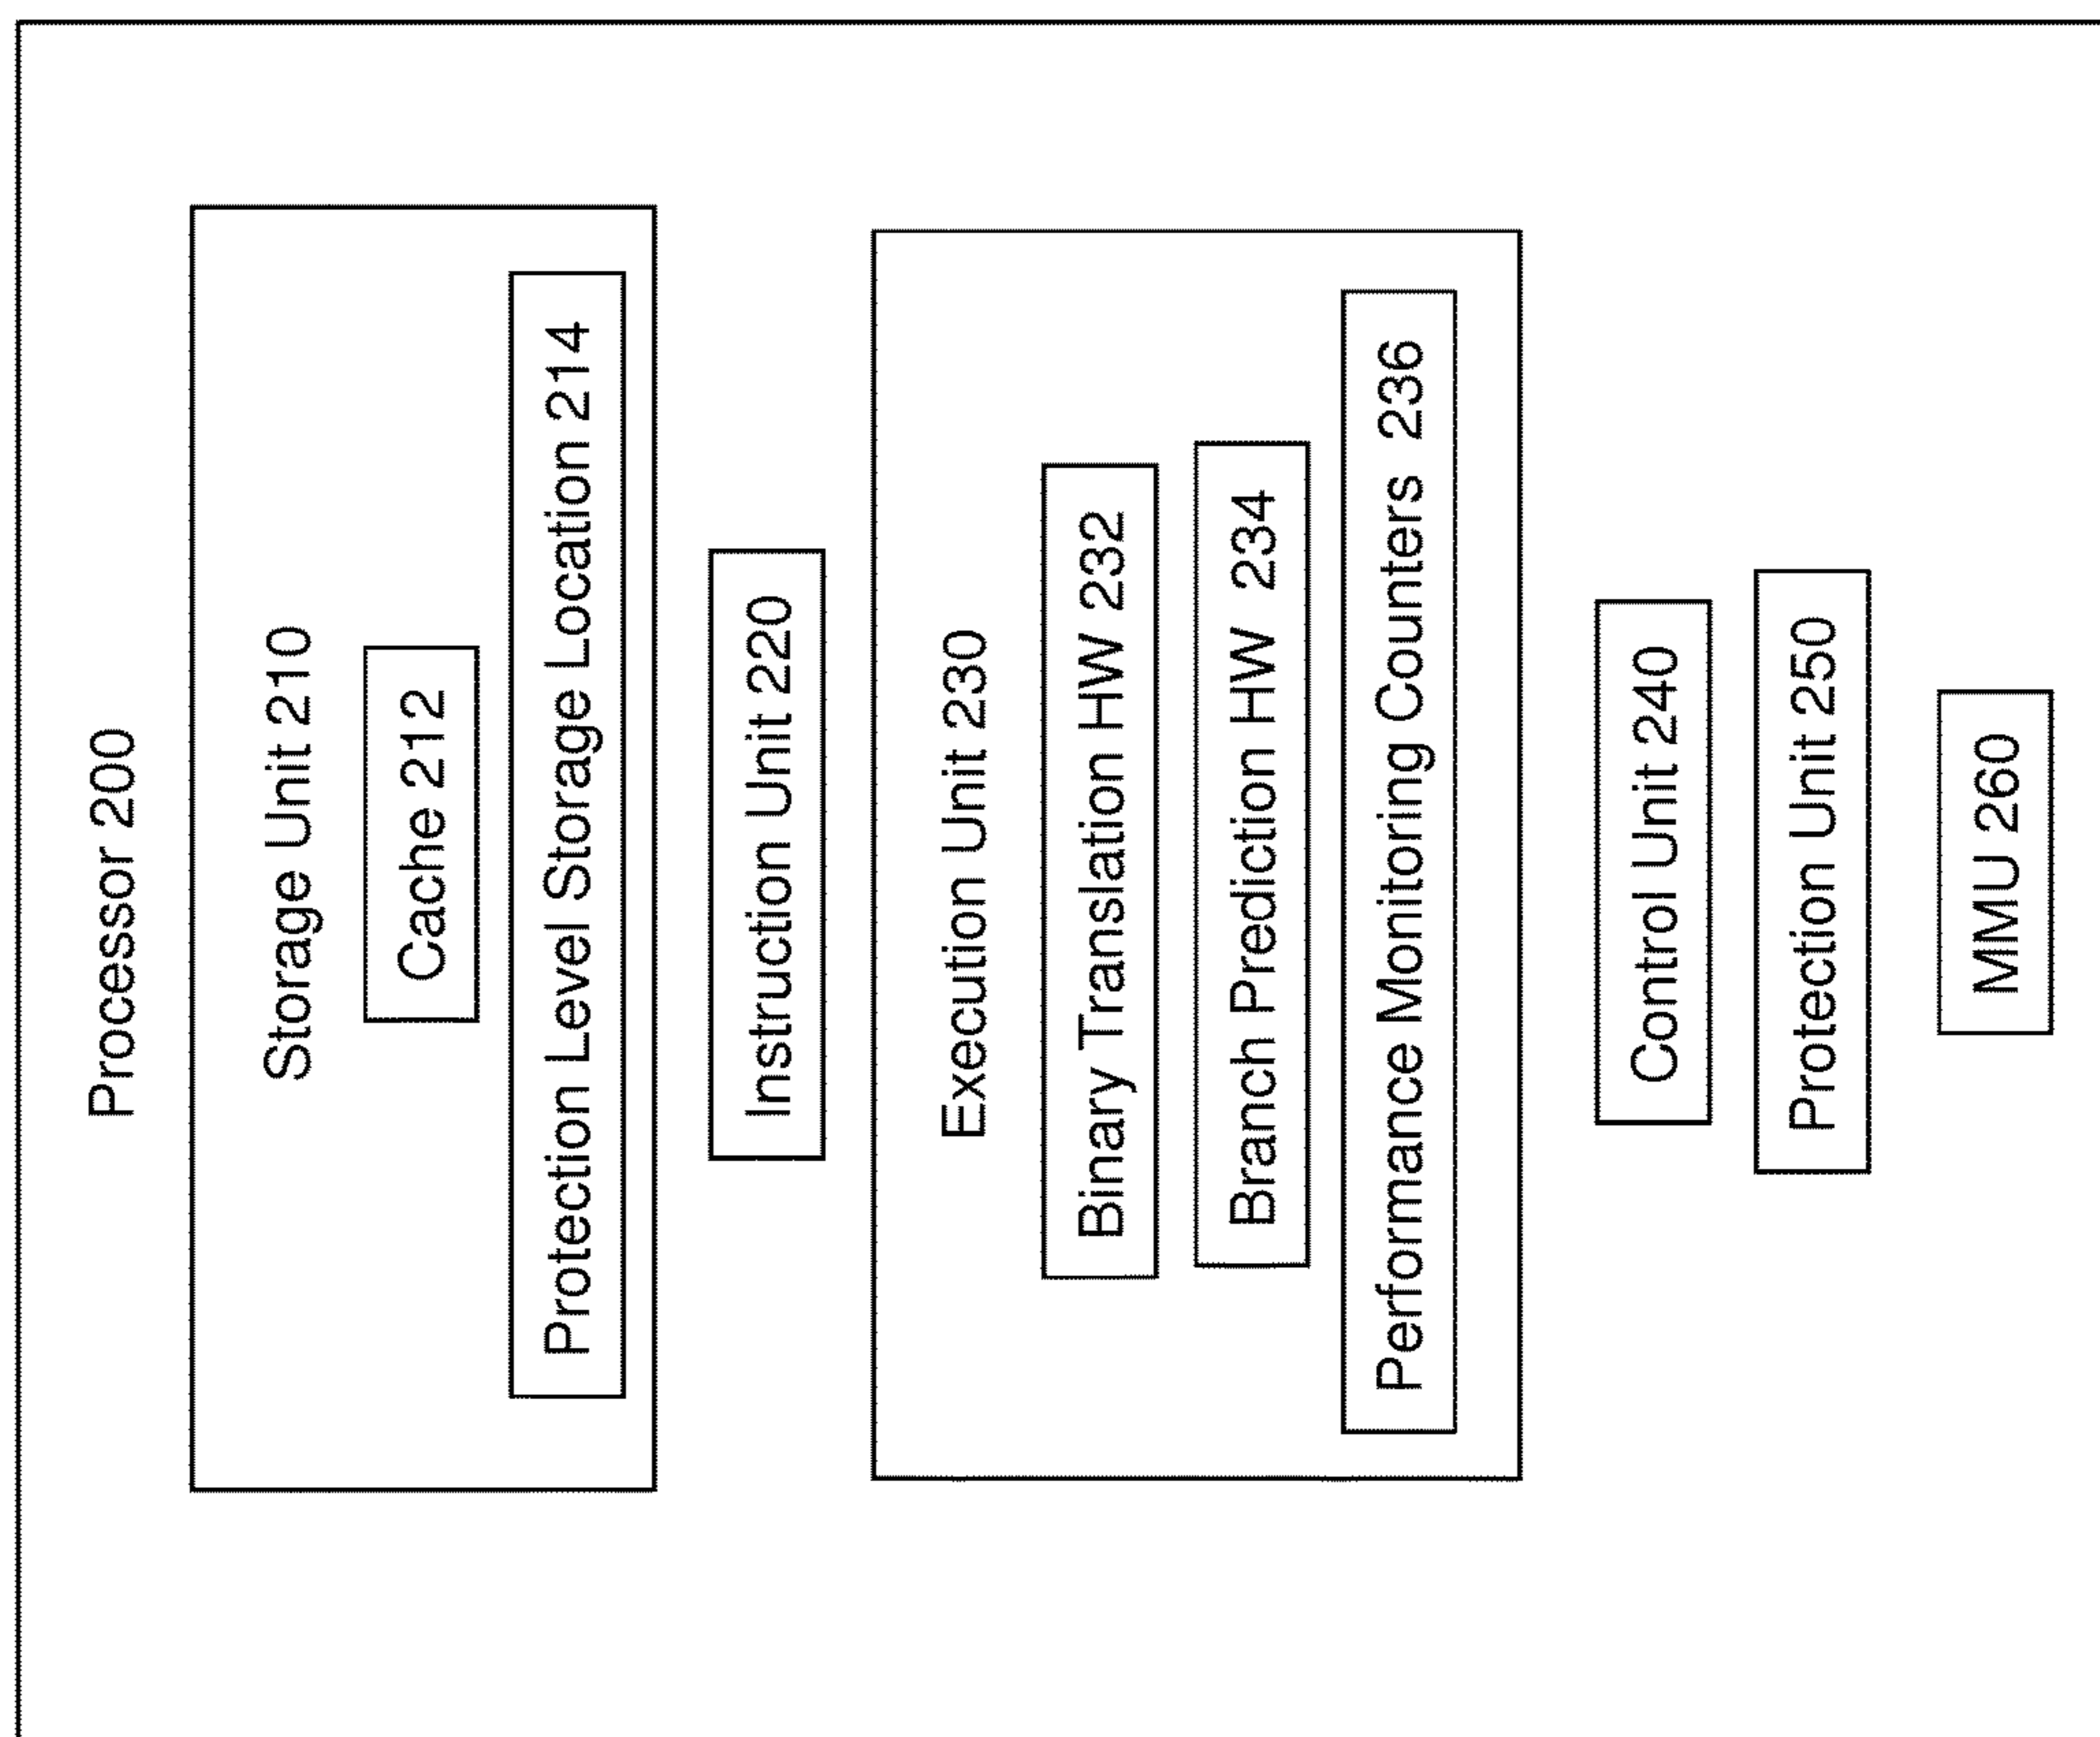 Processor 200
Storage Unit 210
Cache 212
Protection Level Storage Location 214
Instruction Unit 220
Execution Unit 230
Binary Translation HW 232
Branch Prediction HW 234
Performance Monitoring Counters 236
Control Unit 240
Protection Unit 250
MMU 260